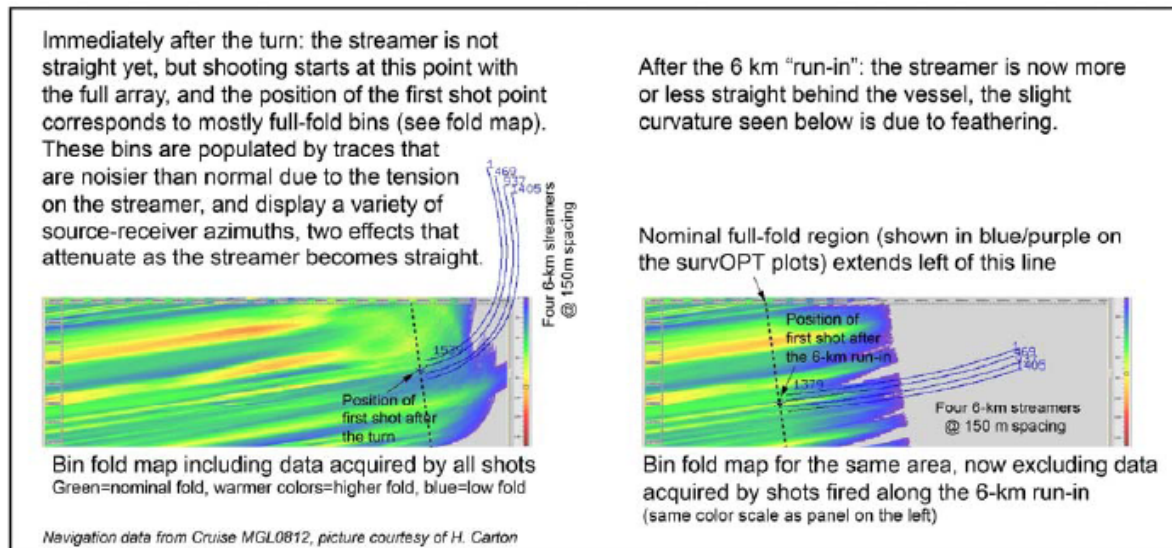 Immediately after the turn: the streamer is not
straight yet, but shooting starts at this point with
the full array, and the position of the first shot point
corresponds to mostly full-fold bins (see fold map).
These bins are populated by traces that
are noisier than normal due to the tension
on the streamer, and display a variety of
source-receiver azimuths, two effects that
attenuate as the streamer becomes straight.
1
469
937
1405
Four 6-km streamers
@ 150m spacing
Position of
first shot after
the turn
Bin fold map including data acquired by all shots
Green=nominal fold, warmer colors=higher fold, blue=low fold
Navigation data from Cruise MGL0812, picture courtesy of H. Carton
After the 6 km "run-in": the streamer is now more
or less straight behind the vessel, the slight
curvature seen below is due to feathering.
Nominal full-fold region (shown in blue/purple on
the survOPT plots) extends left of this line
Position of
first shot after
the 6-km run-in
1379
1
469
1405
Four 6-km streamers
@ 150 m spacing
Bin fold map for the same area, now excluding data
acquired by shots fired along the 6-km run-in
(same color scale as panel on the left)